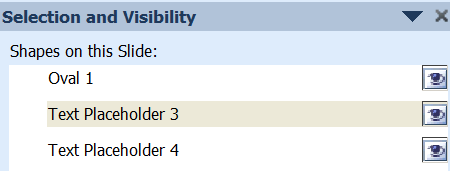 Selection and Visibility
Shapes on this Slide:
Oval 1
Text Placeholder 3
Text Placeholder 4